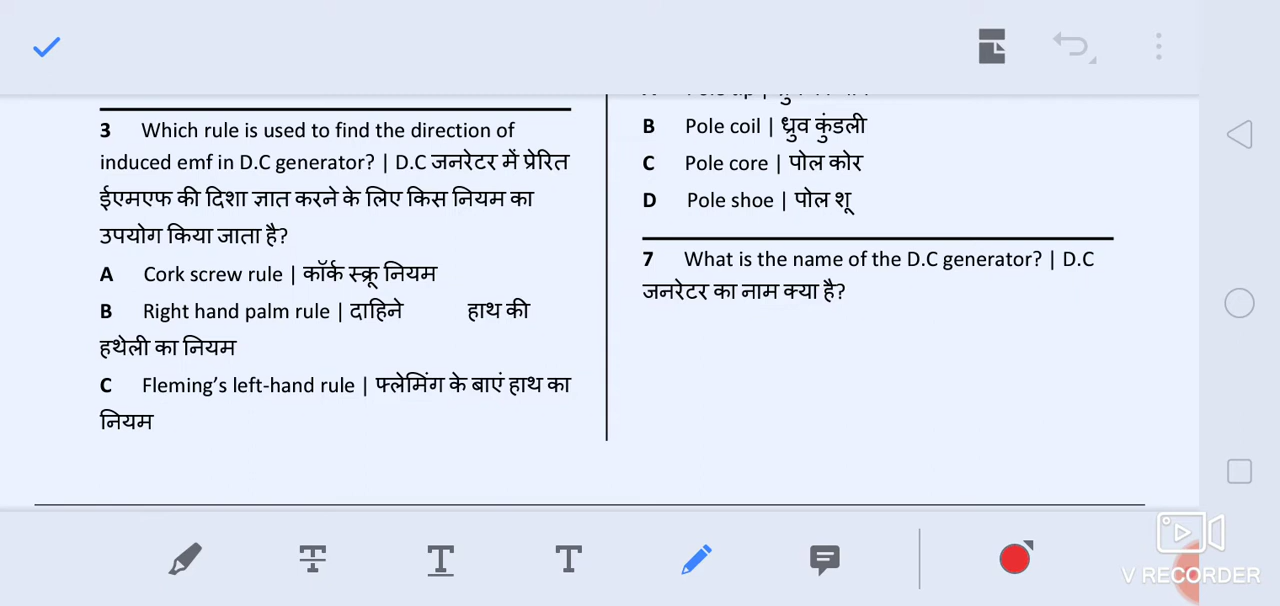 3 Which rule is used to find the direction of
induced emf in D.C generator? | D.C जनरेटर में प्रेरित
ईएमएफ की दिशा ज्ञात करने के लिए किस नियम का
उपयोग किया जाता है?
A Cork screw rule | कॉर्क स्क्रू नियम
B Right hand palm rule | दाहिने हाथ की
हथेली का नियम
C Fleming’s left-hand rule | फ्लेमिंग के बाएं हाथ का
नियम
B Pole coil | ध्रुव कुंडली
C Pole core | पोल कोर
D Pole shoe | पोल शू
7 What is the name of the D.C generator? | D.C
जनरेटर का नाम क्या है?
V RECORDER